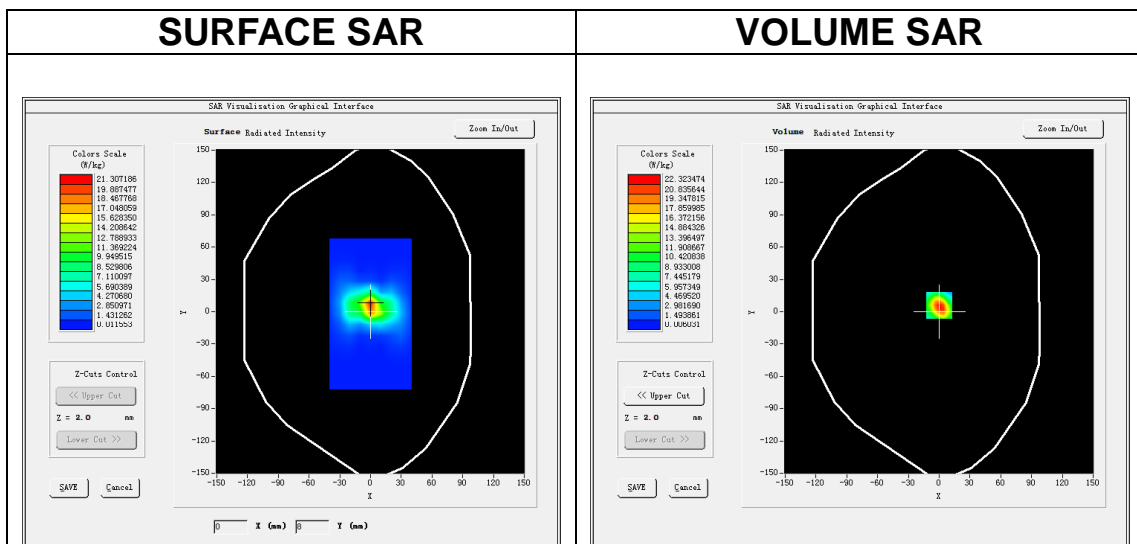 SURFACE SAR
VOLUME SAR
SAR Visualisation Graphical Interface
Surface Radiated Intensity
Zoom In/Out
Colors Scale
(W/kg)
21.307186
19.887477
18.467768
17.048059
15.628350
14.208642
12.788933
11.369224
9.949515
8.529806
7.110097
5.690389
4.270680
2.850971
1.431262
0.011553
150
120
90
60
30
0
-30
-60
-90
-120
-150
Y
-150 -120 -90 -60 -30 0 30 60 90 120 150
X
Z-Cuts Control
<< Upper Cut
Z = 2.0 mm
Lower Cut >>
SAVE Cancel
0 X (mm) 8 Y (mm)
SAR Visualisation Graphical Interface
Volume Radiated Intensity
Zoom In/Out
Colors Scale
(W/kg)
22.323474
20.835644
19.347815
17.859985
16.372156
14.884326
13.396497
11.908667
10.420838
8.933008
7.445179
5.957349
4.469520
2.981690
1.493861
0.006031
150
120
90
60
30
0
-30
-60
-90
-120
-150
Y
-150 -120 -90 -60 -30 0 30 60 90 120 150
X
Z-Cuts Control
<< Upper Cut
Z = 2.0 mm
Lower Cut >>
SAVE Cancel